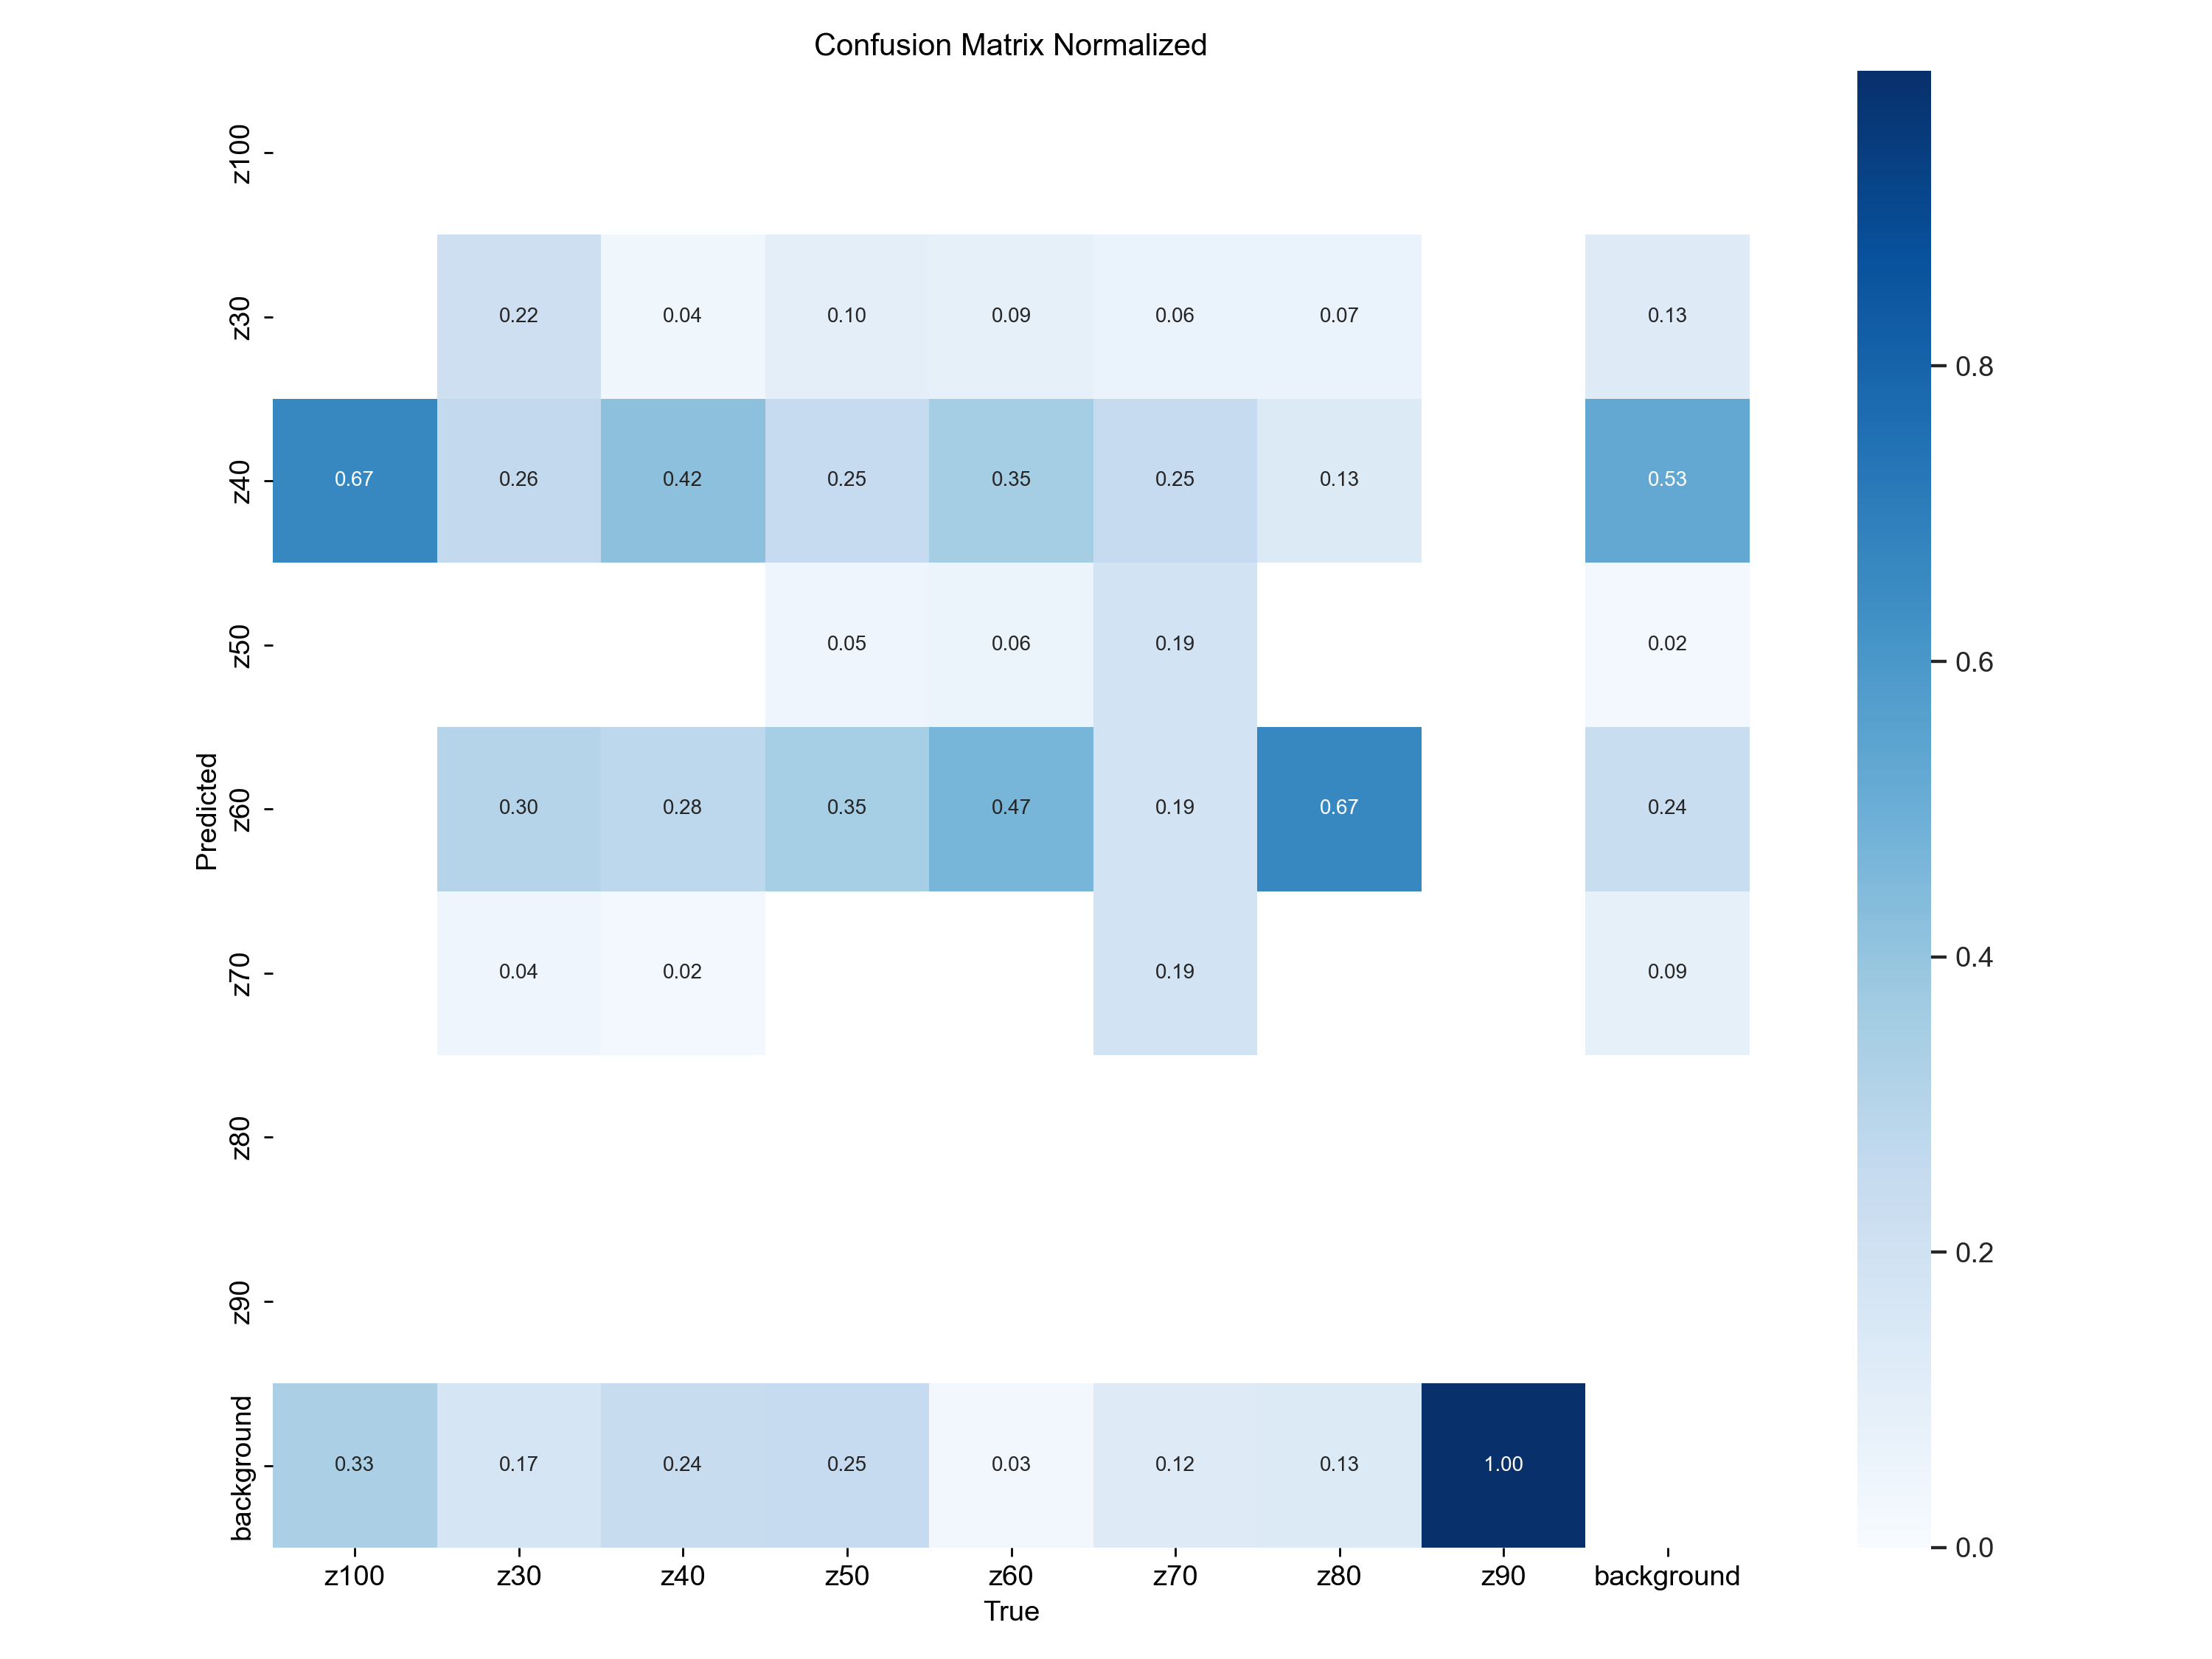 Confusion Matrix Normalized
z100
z30
0.22 0.04 0.10 0.09 0.06 0.07 0.13
0.8
z40
0.67 0.26 0.42 0.25 0.35 0.25 0.13 0.53
z50
0.05 0.06 0.19 0.02
0.6
Predicted
z60
0.30 0.28 0.35 0.47 0.19 0.67 0.24
z70
0.04 0.02 0.19 0.09
0.4
z80
0.2
z90
background
0.33 0.17 0.24 0.25 0.03 0.12 0.13 1.00
0.0
z100 z30 z40 z50 z60 z70 z80 z90 background
True